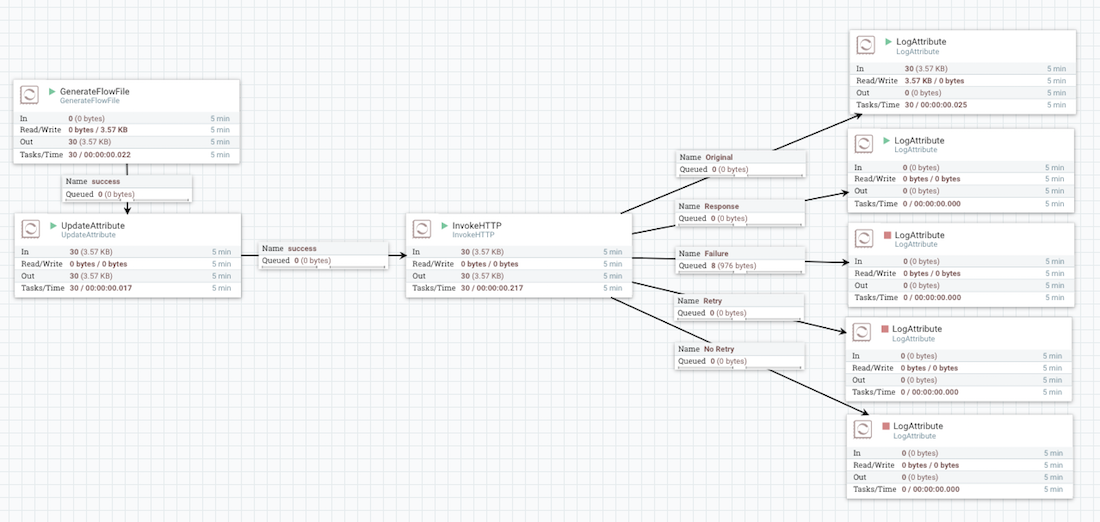 GenerateFlowFile
GenerateFlowFile
In 0 (0 bytes) 5 min
Read/Write 0 bytes / 3.57 KB 5 min
Out 30 (3.57 KB) 5 min
Tasks/Time 30 / 00:00:00.022 5 min
Name success
Queued 0 (0 bytes)
UpdateAttribute
UpdateAttribute
In 30 (3.57 KB) 5 min
Read/Write 0 bytes / 0 bytes 5 min
Out 30 (3.57 KB) 5 min
Tasks/Time 30 / 00:00:00.017 5 min
Name success
Queued 0 (0 bytes)
InvokeHTTP
InvokeHTTP
In 30 (3.57 KB) 5 min
Read/Write 0 bytes / 0 bytes 5 min
Out 30 (3.57 KB) 5 min
Tasks/Time 30 / 00:00:00.217 5 min
Name Original
Queued 0 (0 bytes)
Name Response
Queued 0 (0 bytes)
Name Failure
Queued 8 (976 bytes)
Name Retry
Queued 0 (0 bytes)
Name No Retry
Queued 0 (0 bytes)
LogAttribute
LogAttribute
In 30 (3.57 KB) 5 min
Read/Write 3.57 KB / 0 bytes 5 min
Out 0 (0 bytes) 5 min
Tasks/Time 30 / 00:00:00.025 5 min
LogAttribute
LogAttribute
In 0 (0 bytes) 5 min
Read/Write 0 bytes / 0 bytes 5 min
Out 0 (0 bytes) 5 min
Tasks/Time 0 / 00:00:00.000 5 min
LogAttribute
LogAttribute
In 0 (0 bytes) 5 min
Read/Write 0 bytes / 0 bytes 5 min
Out 0 (0 bytes) 5 min
Tasks/Time 0 / 00:00:00.000 5 min
LogAttribute
LogAttribute
In 0 (0 bytes) 5 min
Read/Write 0 bytes / 0 bytes 5 min
Out 0 (0 bytes) 5 min
Tasks/Time 0 / 00:00:00.000 5 min
LogAttribute
LogAttribute
In 0 (0 bytes) 5 min
Read/Write 0 bytes / 0 bytes 5 min
Out 0 (0 bytes) 5 min
Tasks/Time 0 / 00:00:00.000 5 min